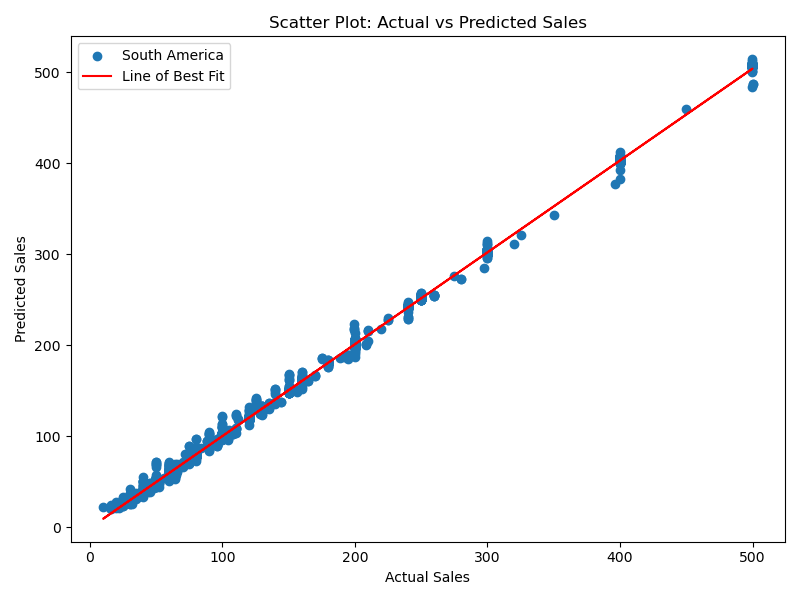 Scatter Plot: Actual vs Predicted Sales
South America
Line of Best Fit
Predicted Sales
500
400
300
200
100
0
0 100 200 300 400 500
Actual Sales